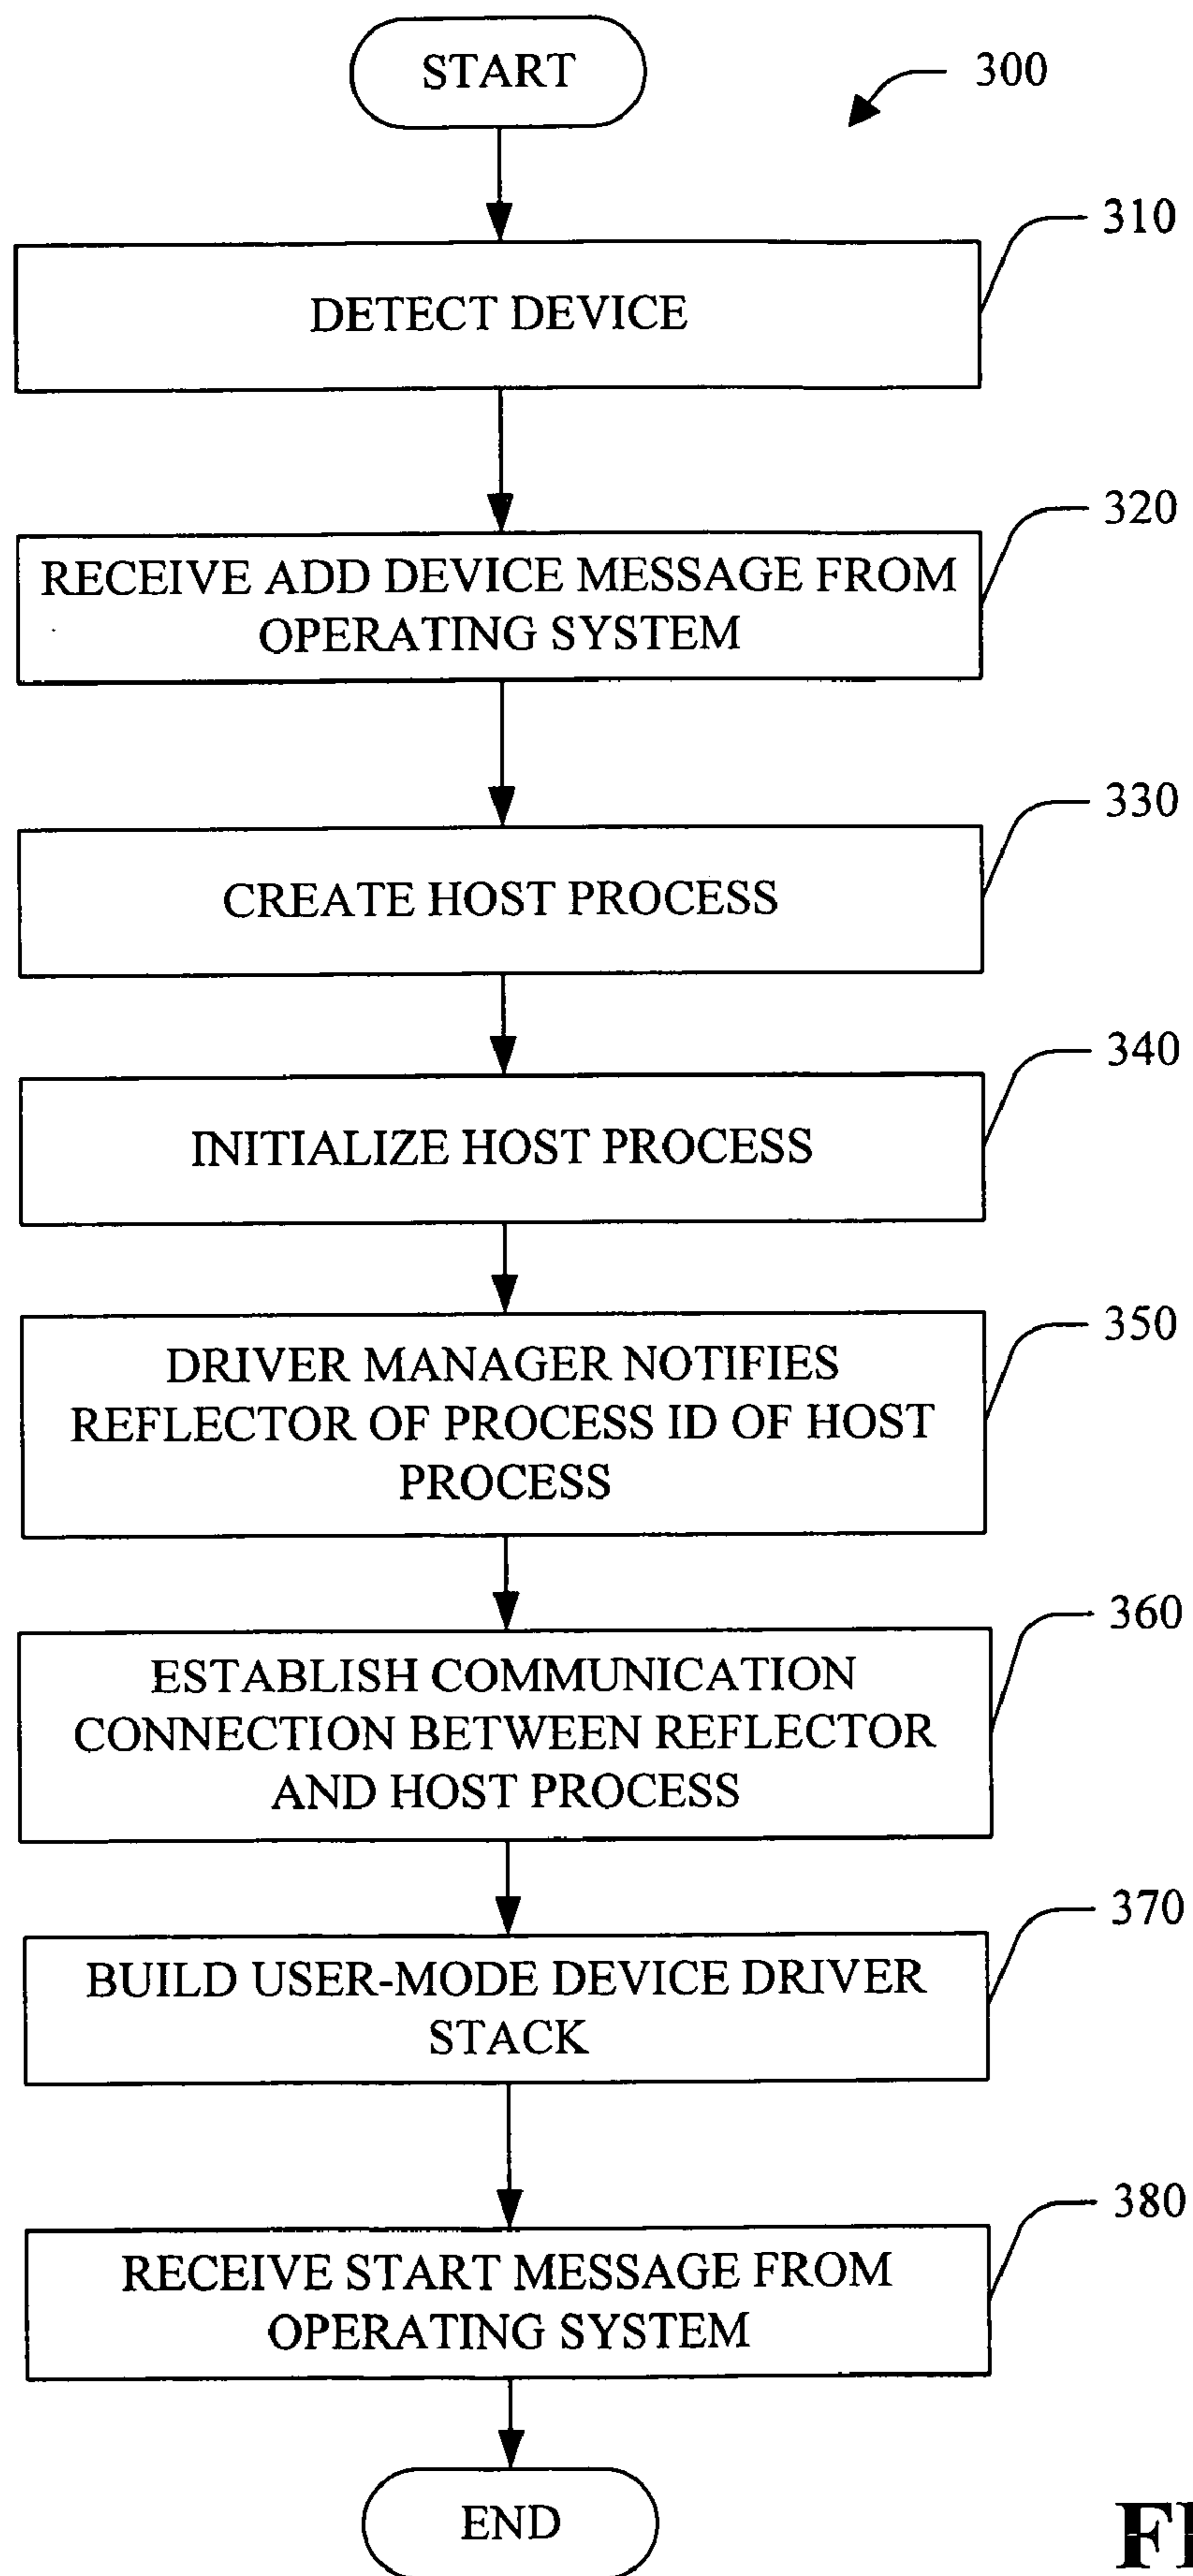 START
300
310
DETECT DEVICE
320
RECEIVE ADD DEVICE MESSAGE FROM
OPERATING SYSTEM
330
CREATE HOST PROCESS
340
INITIALIZE HOST PROCESS
350
DRIVER MANAGER NOTIFIES
REFLECTOR OF PROCESS ID OF HOST
PROCESS
360
ESTABLISH COMMUNICATION
CONNECTION BETWEEN REFLECTOR
AND HOST PROCESS
370
BUILD USER-MODE DEVICE DRIVER
STACK
380
RECEIVE START MESSAGE FROM
OPERATING SYSTEM
END